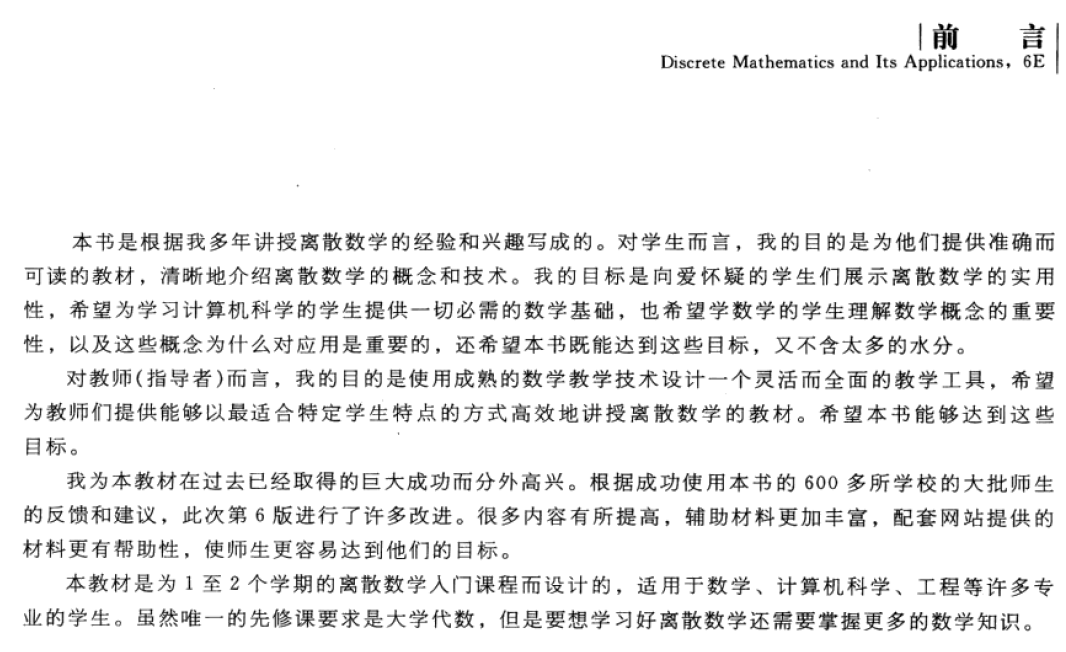 前 言
Discrete Mathematics and Its Applications, 6E
本书是根据我多年讲授离散数学的经验和兴趣写成的。对学生而言，我的目的是为他们提供准确而
可读的教材，清晰地介绍离散数学的概念和技术。我的目标是向爱怀疑的学生们展示离散数学的实用
性，希望为学习计算机科学的学生提供一切必需的数学基础，也希望学数学的学生理解数学概念的重要
性，以及这些概念为什么对应用是重要的，还希望本书既能达到这些目标，又不含太多的水分。
对教师(指导者)而言，我的目的是使用成熟的数学教学技术设计一个灵活而全面的教学工具，希望
为教师们提供能够以最适合特定学生特点的方式高效地讲授离散数学的教材。希望本书能够达到这些
目标。
我为本教材在过去已经取得的巨大成功而分外高兴。根据成功使用本书的 600 多所学校的大批师生
的反馈和建议，此次第 6 版进行了许多改进。很多内容有所提高，辅助材料更加丰富，配套网站提供的
材料更有帮助性，使师生更容易达到他们的目标。
本教材是为 1 至 2 个学期的离散数学入门课程而设计的，适用于数学、计算机科学、工程等许多专
业的学生。虽然唯一的先修课要求是大学代数，但是要想学习好离散数学还需要掌握更多的数学知识。